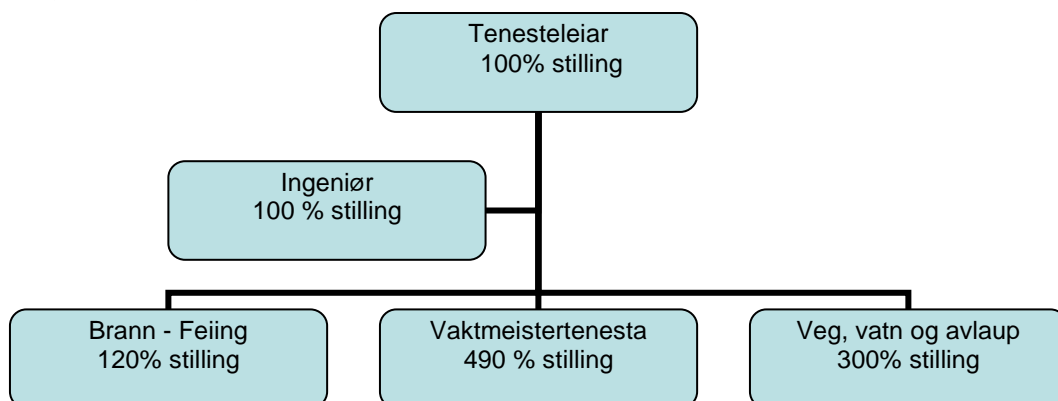 Tenesteleiar
100% stilling
Ingeniør
100 % stilling
Brann - Feiing
120% stilling
Vaktmeistertenesta
490 % stilling
Veg, vatn og avlaup
300% stilling